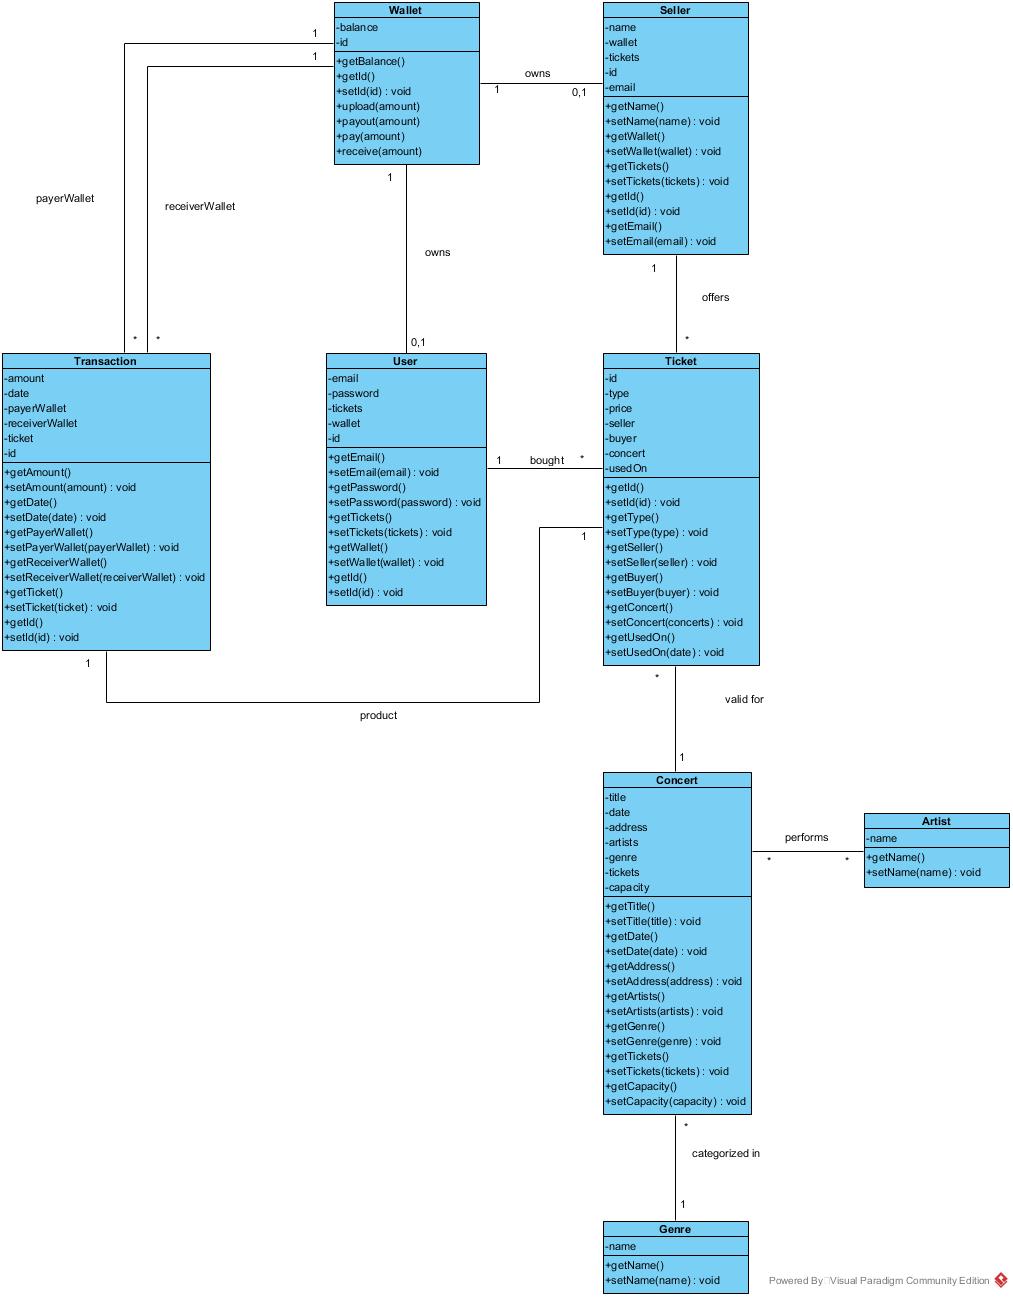 Wallet
-balance
-id
+getBalance()
+getId()
+setId(id) : void
+upload(amount)
+payout(amount)
+pay(amount)
+receive(amount)
Seller
-name
-wallet
-tickets
-id
-email
+getName()
+setName(name) : void
+getWallet()
+setWallet(wallet) : void
+getTickets()
+setTickets(tickets) : void
+getId()
+setId(id) : void
+getEmail()
+setEmail(email) : void
1
1
owns
1
0,1
payerWallet
receiverWallet
1
owns
0,1
1
offers
*
*
*
Transaction
-amount
-date
-payerWallet
-receiverWallet
-ticket
-id
+getAmount()
+setAmount(amount) : void
+getDate()
+setDate(date) : void
+getPayerWallet()
+setPayerWallet(payerWallet) : void
+getReceiverWallet()
+setReceiverWallet(receiverWallet) : void
+getTicket()
+setTicket(ticket) : void
+getId()
+setId(id) : void
User
-email
-password
-tickets
-wallet
-id
+getEmail()
+setEmail(email) : void
+getPassword()
+setPassword(password) : void
+getTickets()
+setTickets(tickets) : void
+getWallet()
+setWallet(wallet) : void
+getId()
+setId(id) : void
1 bought *
Ticket
-id
-type
-price
-seller
-buyer
-concert
-usedOn
+getId()
+setId(id) : void
+getType()
+setType(type) : void
+getSeller()
+setSeller(seller) : void
+getBuyer()
+setBuyer(buyer) : void
+getConcert()
+setConcert(concerts) : void
+getUsedOn()
+setUsedOn(date) : void
1
1
product
*
valid for
1
Concert
-title
-date
-address
-artists
-genre
-tickets
-capacity
+getTitle()
+setTitle(title) : void
+getDate()
+setDate(date) : void
+getAddress()
+setAddress(address) : void
+getArtists()
+setArtists(artists) : void
+getGenre()
+setGenre(genre) : void
+getTickets()
+setTickets(tickets) : void
+getCapacity()
+setCapacity(capacity) : void
performs
*
*
Artist
-name
+getName()
+setName(name) : void
*
categorized in
1
Genre
-name
+getName()
+setName(name) : void
Powered By Visual Paradigm Community Edition